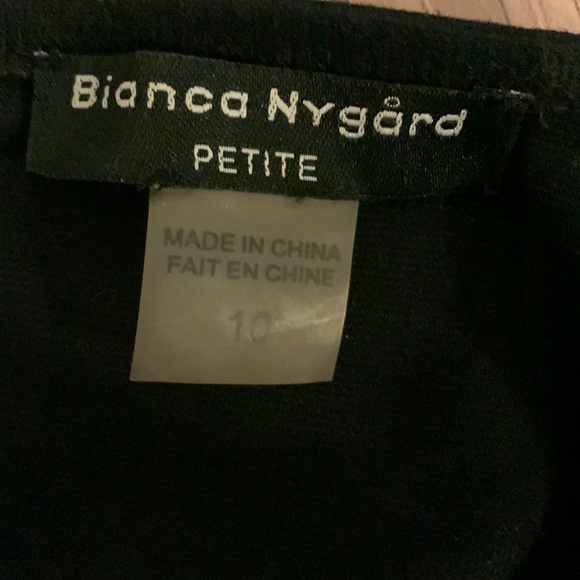 Bianca Nygård
PETITE
MADE IN CHINA
FAIT EN CHINE
10